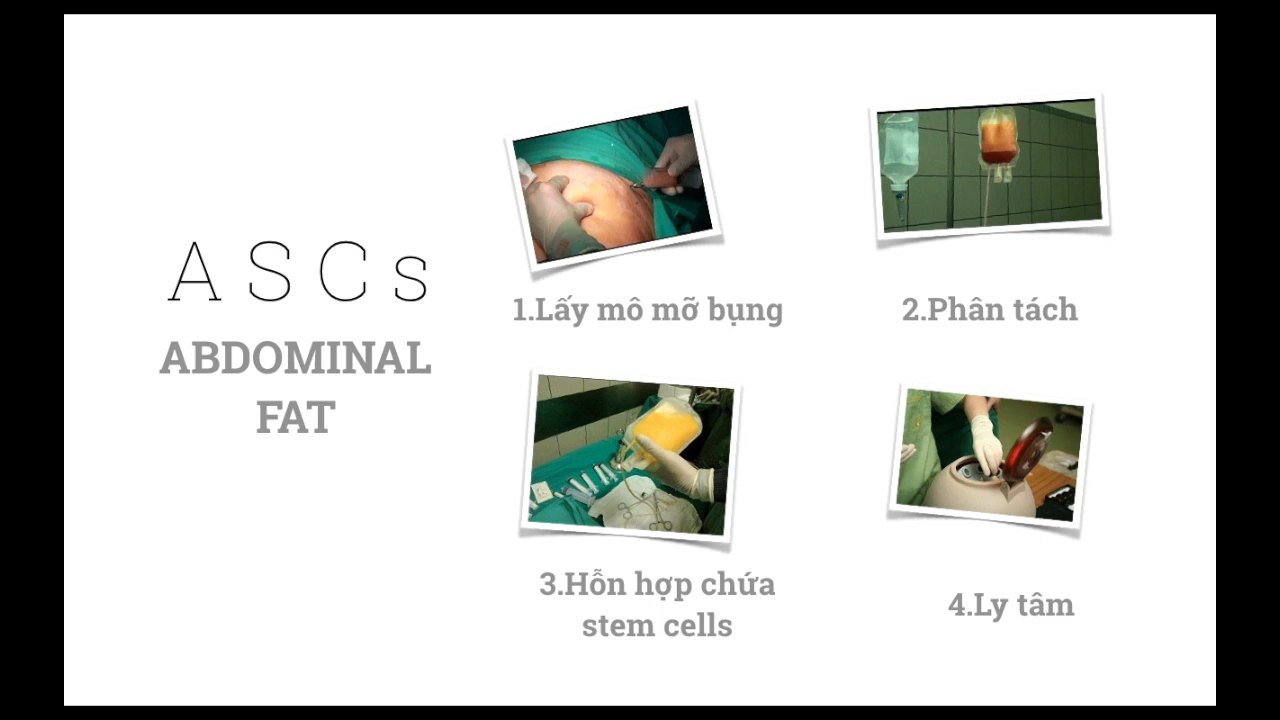 ASCs
ABDOMINAL
FAT
1.Lấy mô mỡ bụng
2.Phân tách
3.Hỗn hợp chứa
stem cells
4.Ly tâm